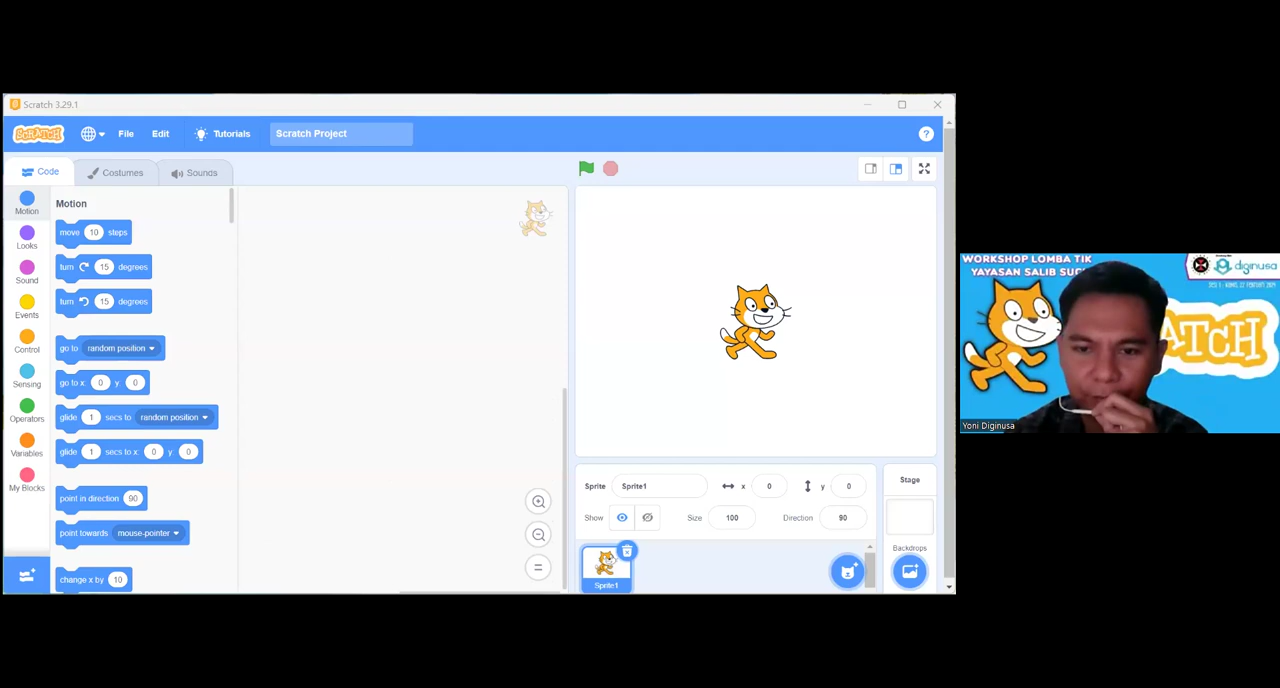 Scratch 3.29.1
SCRATCH File Edit Tutorials Scratch Project ?
Code Costumes Sounds
Motion
Looks
Sound
Events
Control
Sensing
Operators
Variables
My Blocks
Motion
move 10 steps
turn 15 degrees
turn 15 degrees
go to random position
go to x: 0 y: 0
glide 1 secs to random position
glide 1 secs to x: 0 y: 0
point in direction 90
point towards mouse-pointer
change x by 10
Sprite Sprite1 x 0 y 0
Show Size 100 Direction 90
Sprite1
Stage
Backdrops
WORKSHOP LOMBA TIK
YAYASAN SALIB SUC
diginusa
ATCH
Yoni Diginusa